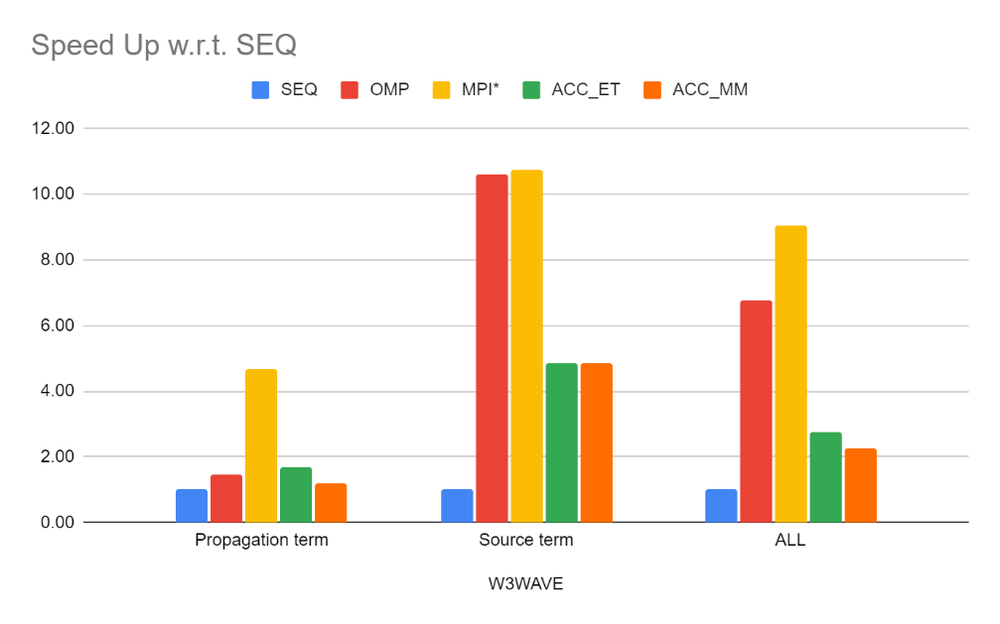 Speed Up w.r.t. SEQ
SEQ OMP MPI* ACC_ET ACC_MM
12.00
10.00
8.00
6.00
4.00
2.00
0.00
Propagation term Source term ALL
W3WAVE